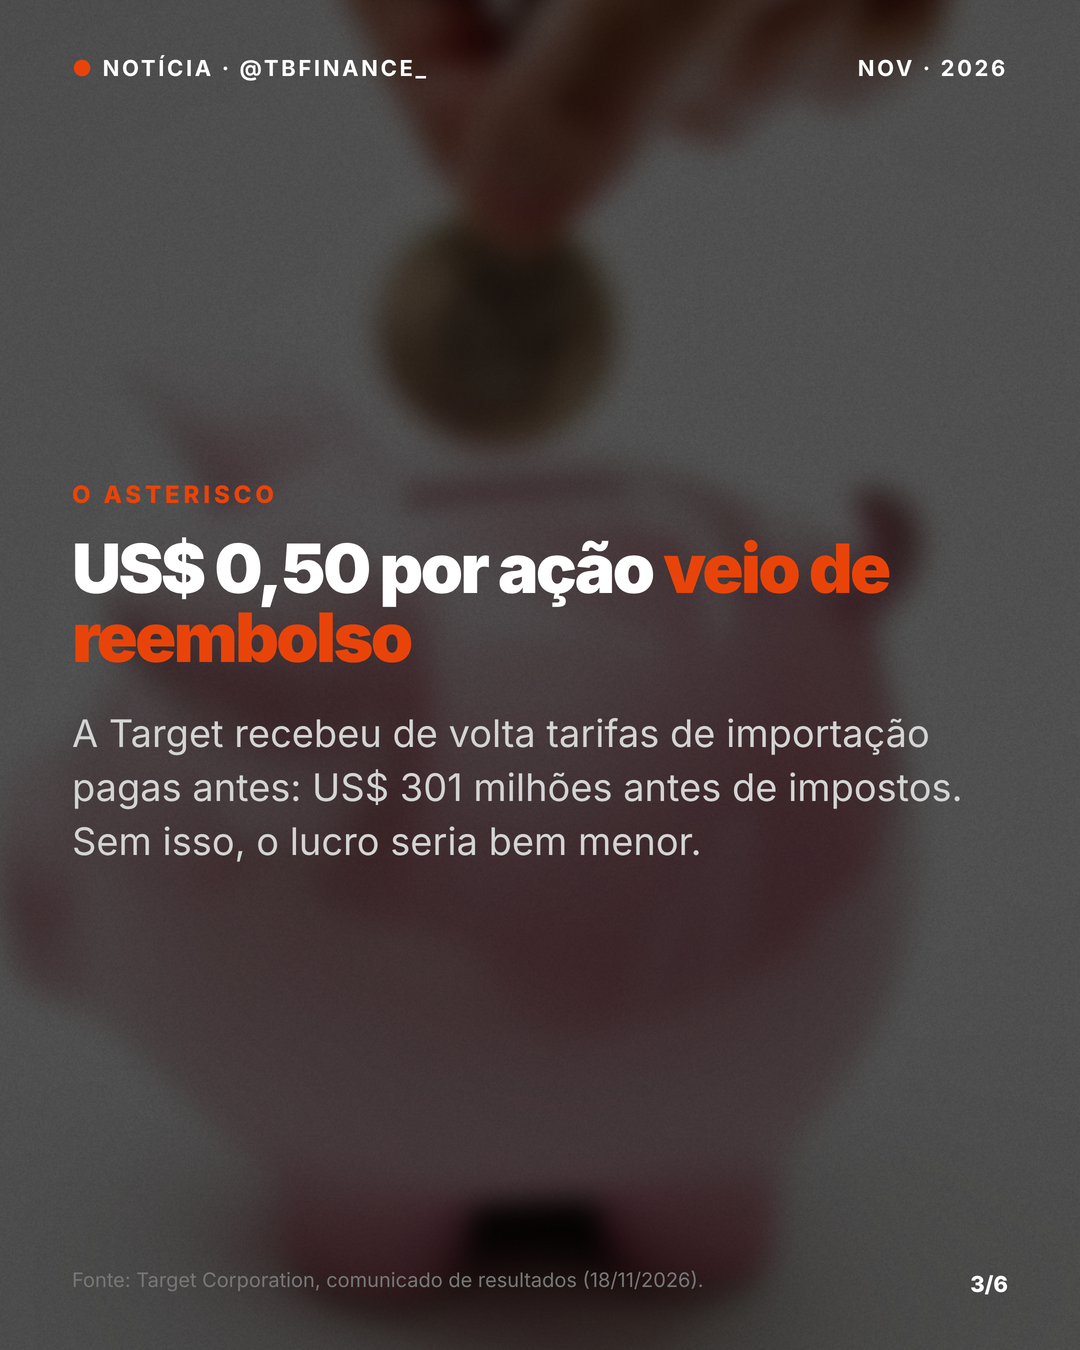 NOTÍCIA · @TBFINANCE_
NOV · 2026
O ASTERISCO
US$ 0,50 por ação veio de
reembolso
A Target recebeu de volta tarifas de importação
pagas antes: US$ 301 milhões antes de impostos.
Sem isso, o lucro seria bem menor.
Fonte: Target Corporation, comunicado de resultados (18/11/2026).
3/6